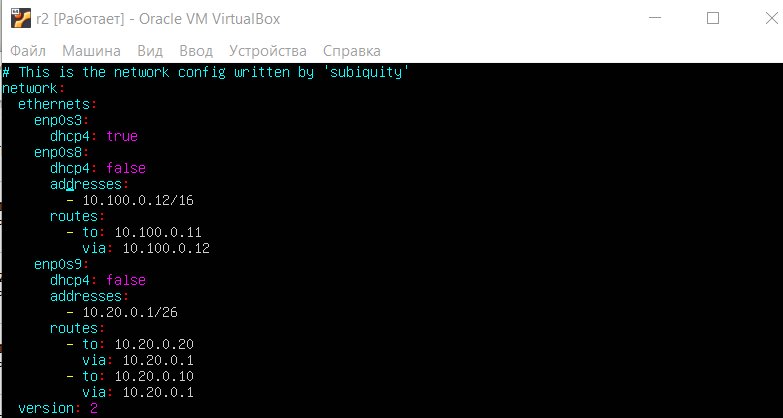 r2 [Работает] - Oracle VM VirtualBox
Файл Машина Вид Ввод Устройства Справка
# This is the network config written by 'subiquity'
network:
  ethernets:
    enp0s3:
      dhcp4: true
    enp0s8:
      dhcp4: false
      addresses:
        - 10.100.0.12/16
      routes:
        - to: 10.100.0.11
          via: 10.100.0.12
    enp0s9:
      dhcp4: false
      addresses:
        - 10.20.0.1/26
      routes:
        - to: 10.20.0.20
          via: 10.20.0.1
        - to: 10.20.0.10
          via: 10.20.0.1
  version: 2